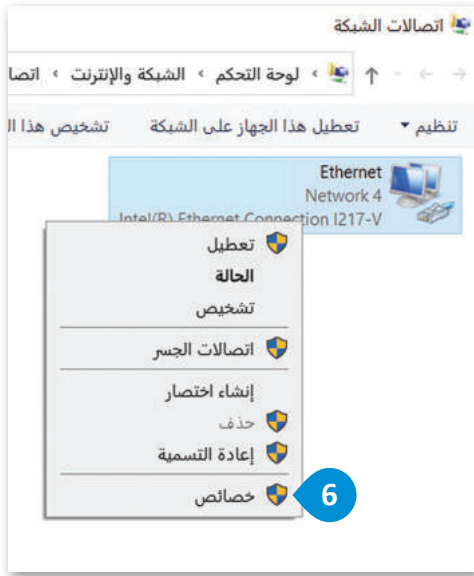 اتصالات الشبكة
لوحة التحكم › الشبكة والإنترنت › اتصا
تنظيم تعطيل هذا الجهاز على الشبكة تشخيص هذا ال
Ethernet
Network 4
Intel(R) Ethernet Connection I217-V
تعطيل
الحالة
تشخيص
اتصالات الجسر
إنشاء اختصار
حذف
إعادة التسمية
خصائص
6